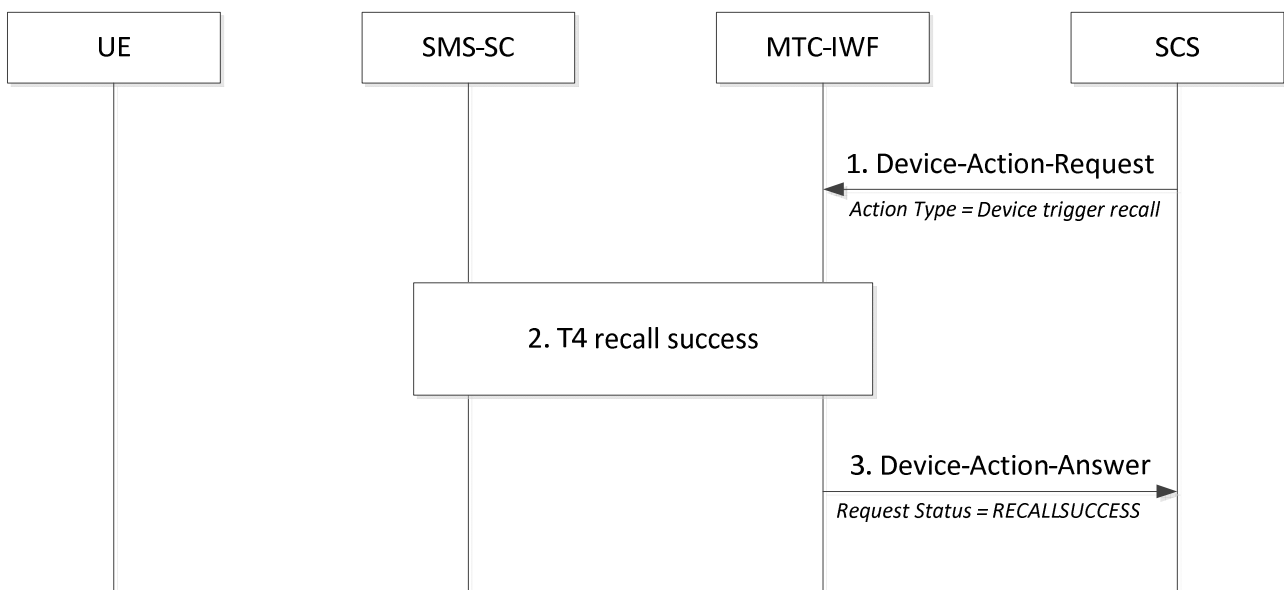 UE
SMS-SC
MTC-IWF
SCS
1. Device-Action-Request
Action Type = Device trigger recall
2. T4 recall success
3. Device-Action-Answer
Request Status = RECALLSUCCESS